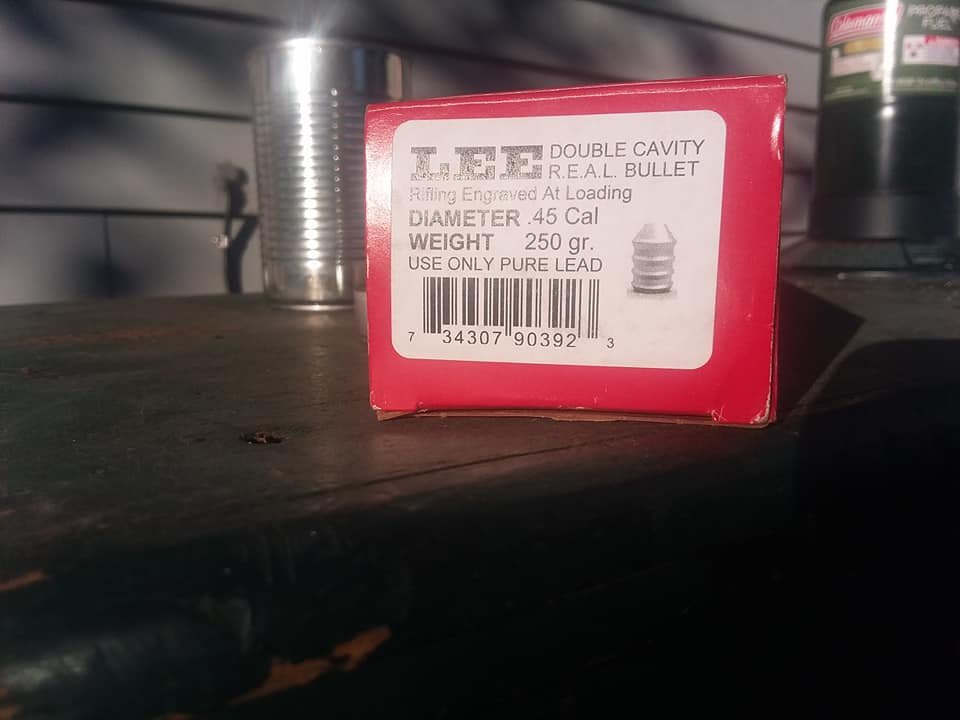 LEE DOUBLE CAVITY
R.E.A.L. BULLET
Rifling Engraved At Loading
DIAMETER .45 Cal
WEIGHT 250 gr.
USE ONLY PURE LEAD
7 34307 90392 3
Coleman
PROPANE
FUEL